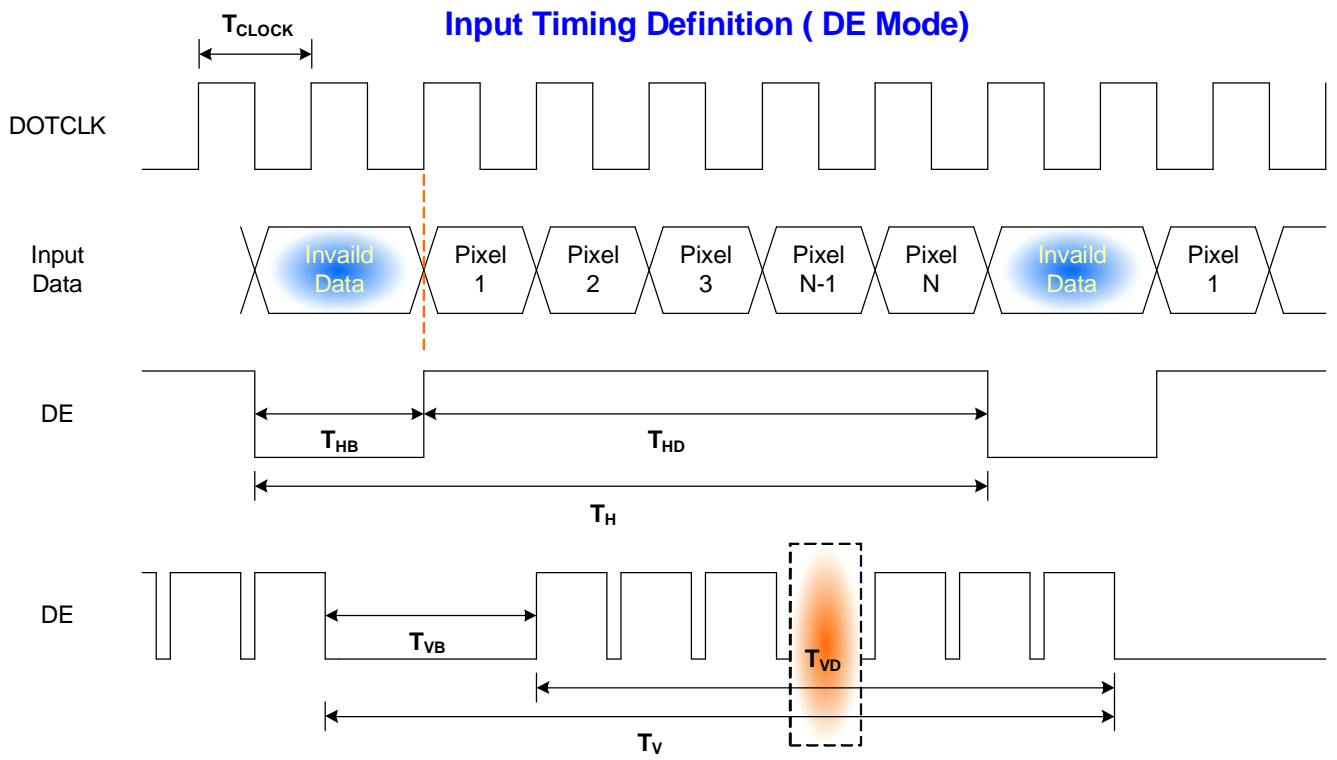 Input Timing Definition ( DE Mode)
TCLOCK
DOTCLK
Input
Data
Invaild
Data
Pixel
1
Pixel
2
Pixel
3
Pixel
N-1
Pixel
N
Invaild
Data
Pixel
1
DE
THB
THD
TH
DE
TVB
TVD
TV